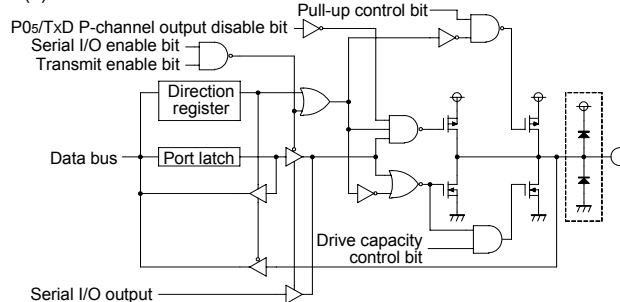 Pull-up control bit
P05/TxD P-channel output disable bit
Serial I/O enable bit
Transmit enable bit
Direction
register
Data bus
Port latch
Drive capacity
control bit
Serial I/O output